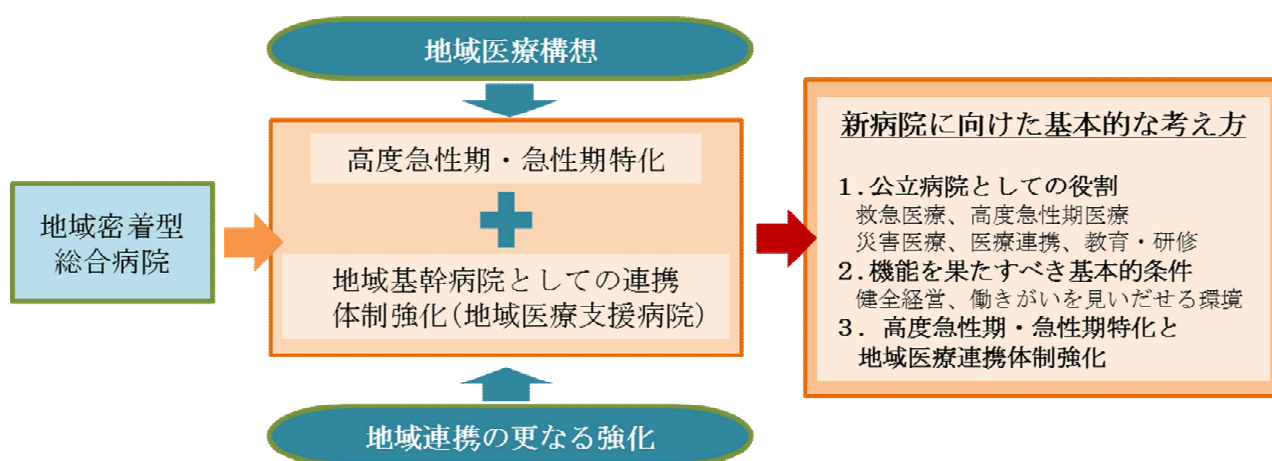 地域医療構想
高度急性期・急性期特化
地域密着型
総合病院
地域基幹病院としての連携
体制強化(地域医療支援病院)
地域連携の更なる強化
新病院に向けた基本的な考え方
1.公立病院としての役割
救急医療、高度急性期医療
災害医療、医療連携、教育・研修
2.機能を果たすべき基本的条件
健全経営、働きがいを見いだせる環境
3. 高度急性期・急性期特化と
地域医療連携体制強化